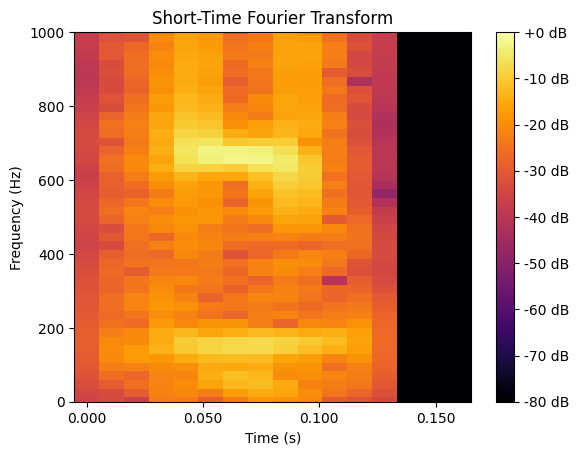 Short-Time Fourier Transform
1000
800
600
400
200
0
Frequency (Hz)
0.000
0.050
0.100
0.150
Time (s)
+0 dB
-10 dB
-20 dB
-30 dB
-40 dB
-50 dB
-60 dB
-70 dB
-80 dB